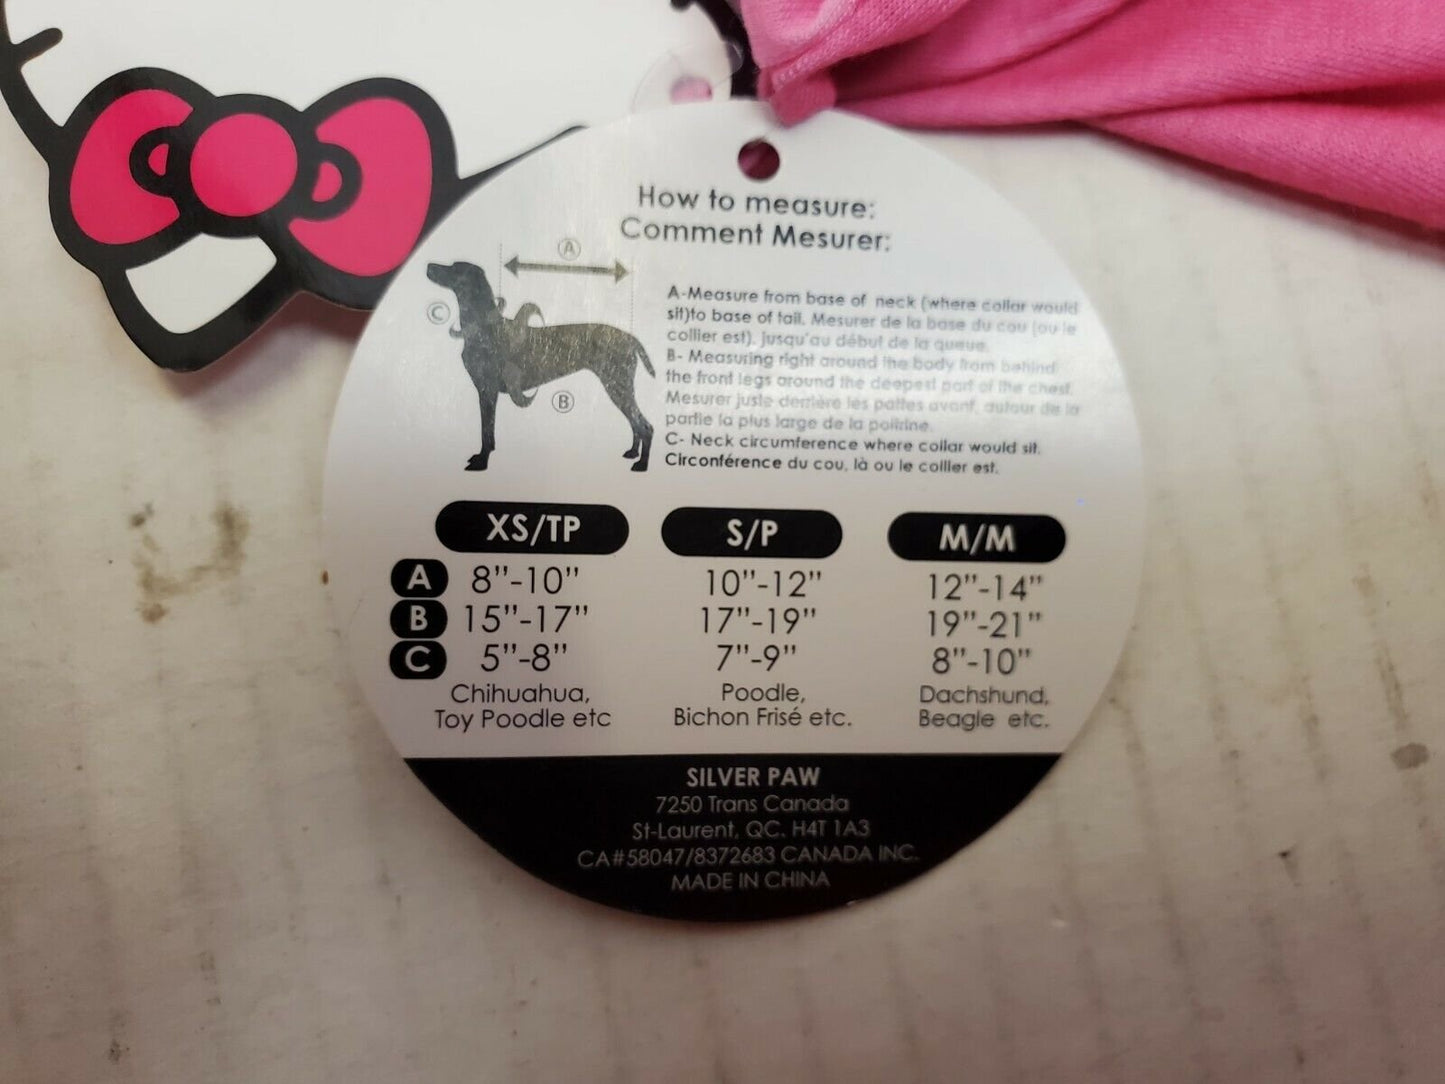 How to measure:
Comment Mesurer:
A
C
B
A-Measure from base of neck (where collar would
sit)to base of tail. Mesurer de la base du cou (ou le
collier est), jusqu'au début de la queue.
B- Measuring right around the body from behind
the front legs around the deepest part of the chest.
Mesurer juste derrière les pattes avant, autour de la
partie la plus large de la poitrine.
C- Neck circumference where collar would sit.
Circonférence du cou, là ou le collier est.
XS/TP S/P M/M
A 8"-10" 10"-12" 12"-14"
B 15"-17" 17"-19" 19"-21"
C 5"-8" 7"-9" 8"-10"
Chihuahua, Poodle, Dachshund,
Toy Poodle etc Bichon Frisé etc. Beagle etc.
SILVER PAW
7250 Trans Canada
St-Laurent, QC. H4T 1A3
CA#58047/8372683 CANADA INC.
MADE IN CHINA